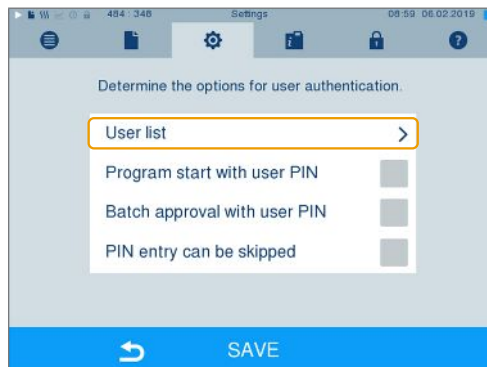 484 : 348 Settings 08:59 06.02.2019
Determine the options for user authentication.
User list
Program start with user PIN
Batch approval with user PIN
PIN entry can be skipped
SAVE